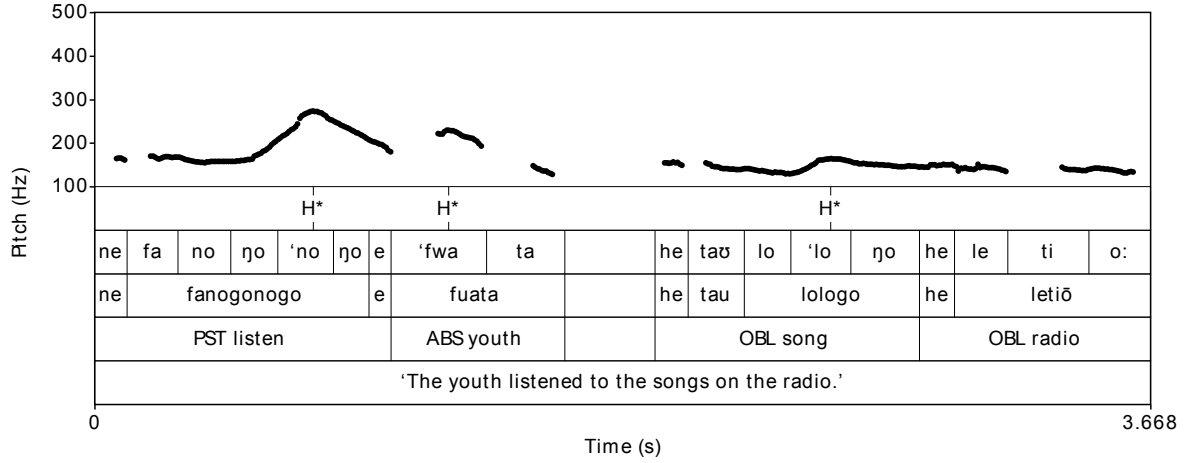 500
400
300
200
100
Pitch (Hz)
H* H* H*
ne fa no ŋo ‘no ŋo e ‘fwa ta he taʊ lo ‘lo ŋo he le ti o:
ne fanogonogo e fuata he tau lologo he letiō
PST listen ABS youth OBL song OBL radio
‘The youth listened to the songs on the radio.’
0 3.668
Time (s)